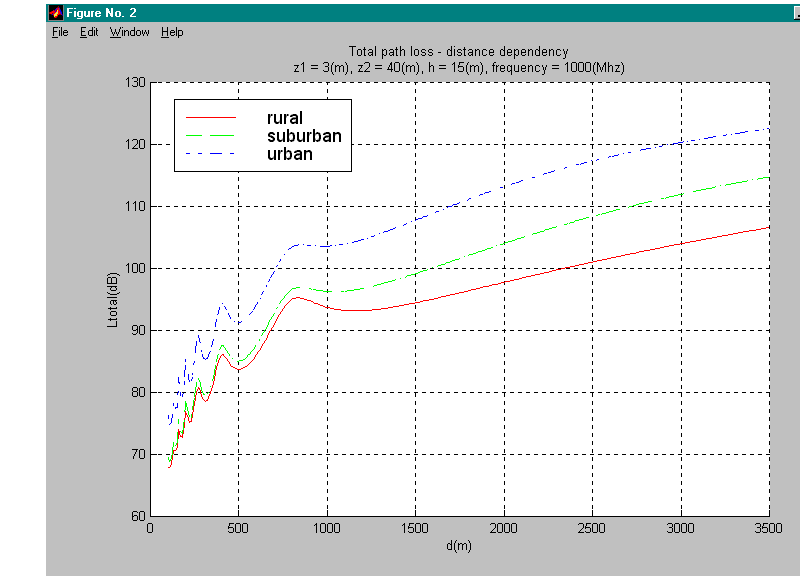 Figure No. 2
File Edit Window Help
Total path loss - distance dependency
z1 = 3(m), z2 = 40(m), h = 15(m), frequency = 1000(Mhz)
130
120
110
100
90
80
70
60
Ltotal(dB)
rural
suburban
urban
0 500 1000 1500 2000 2500 3000 3500
d(m)